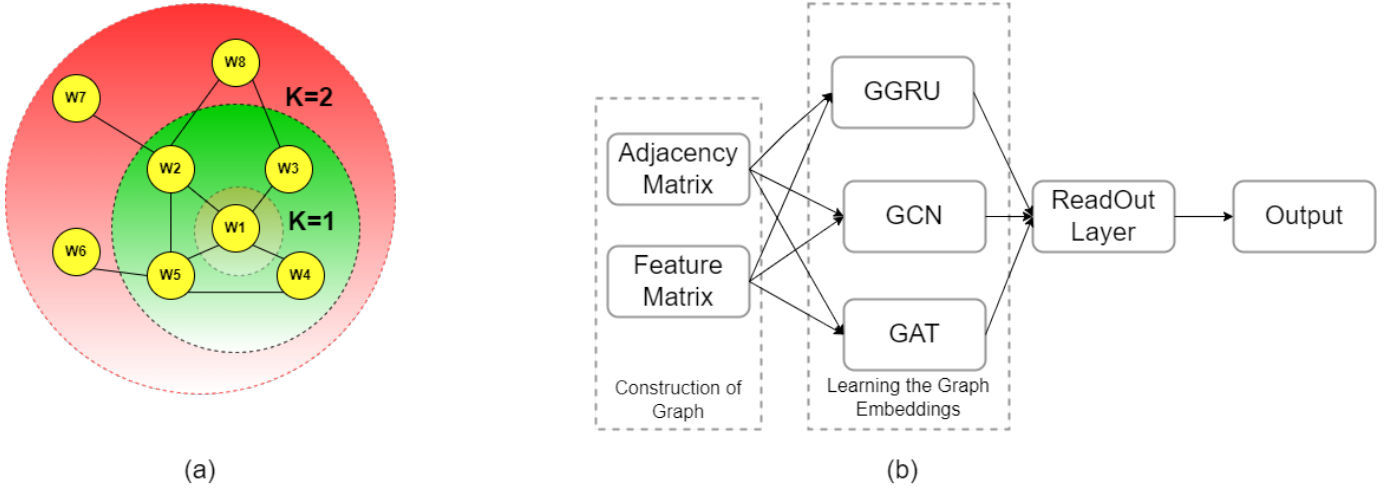 W8
K=2
W7
W2
W3
K=1
W1
W6
W5
W4
(a)
GGRU
Adjacency
Matrix
GCN
ReadOut
Layer
Output
Feature
Matrix
GAT
Construction of
Graph
Learning the Graph
Embeddings
(b)